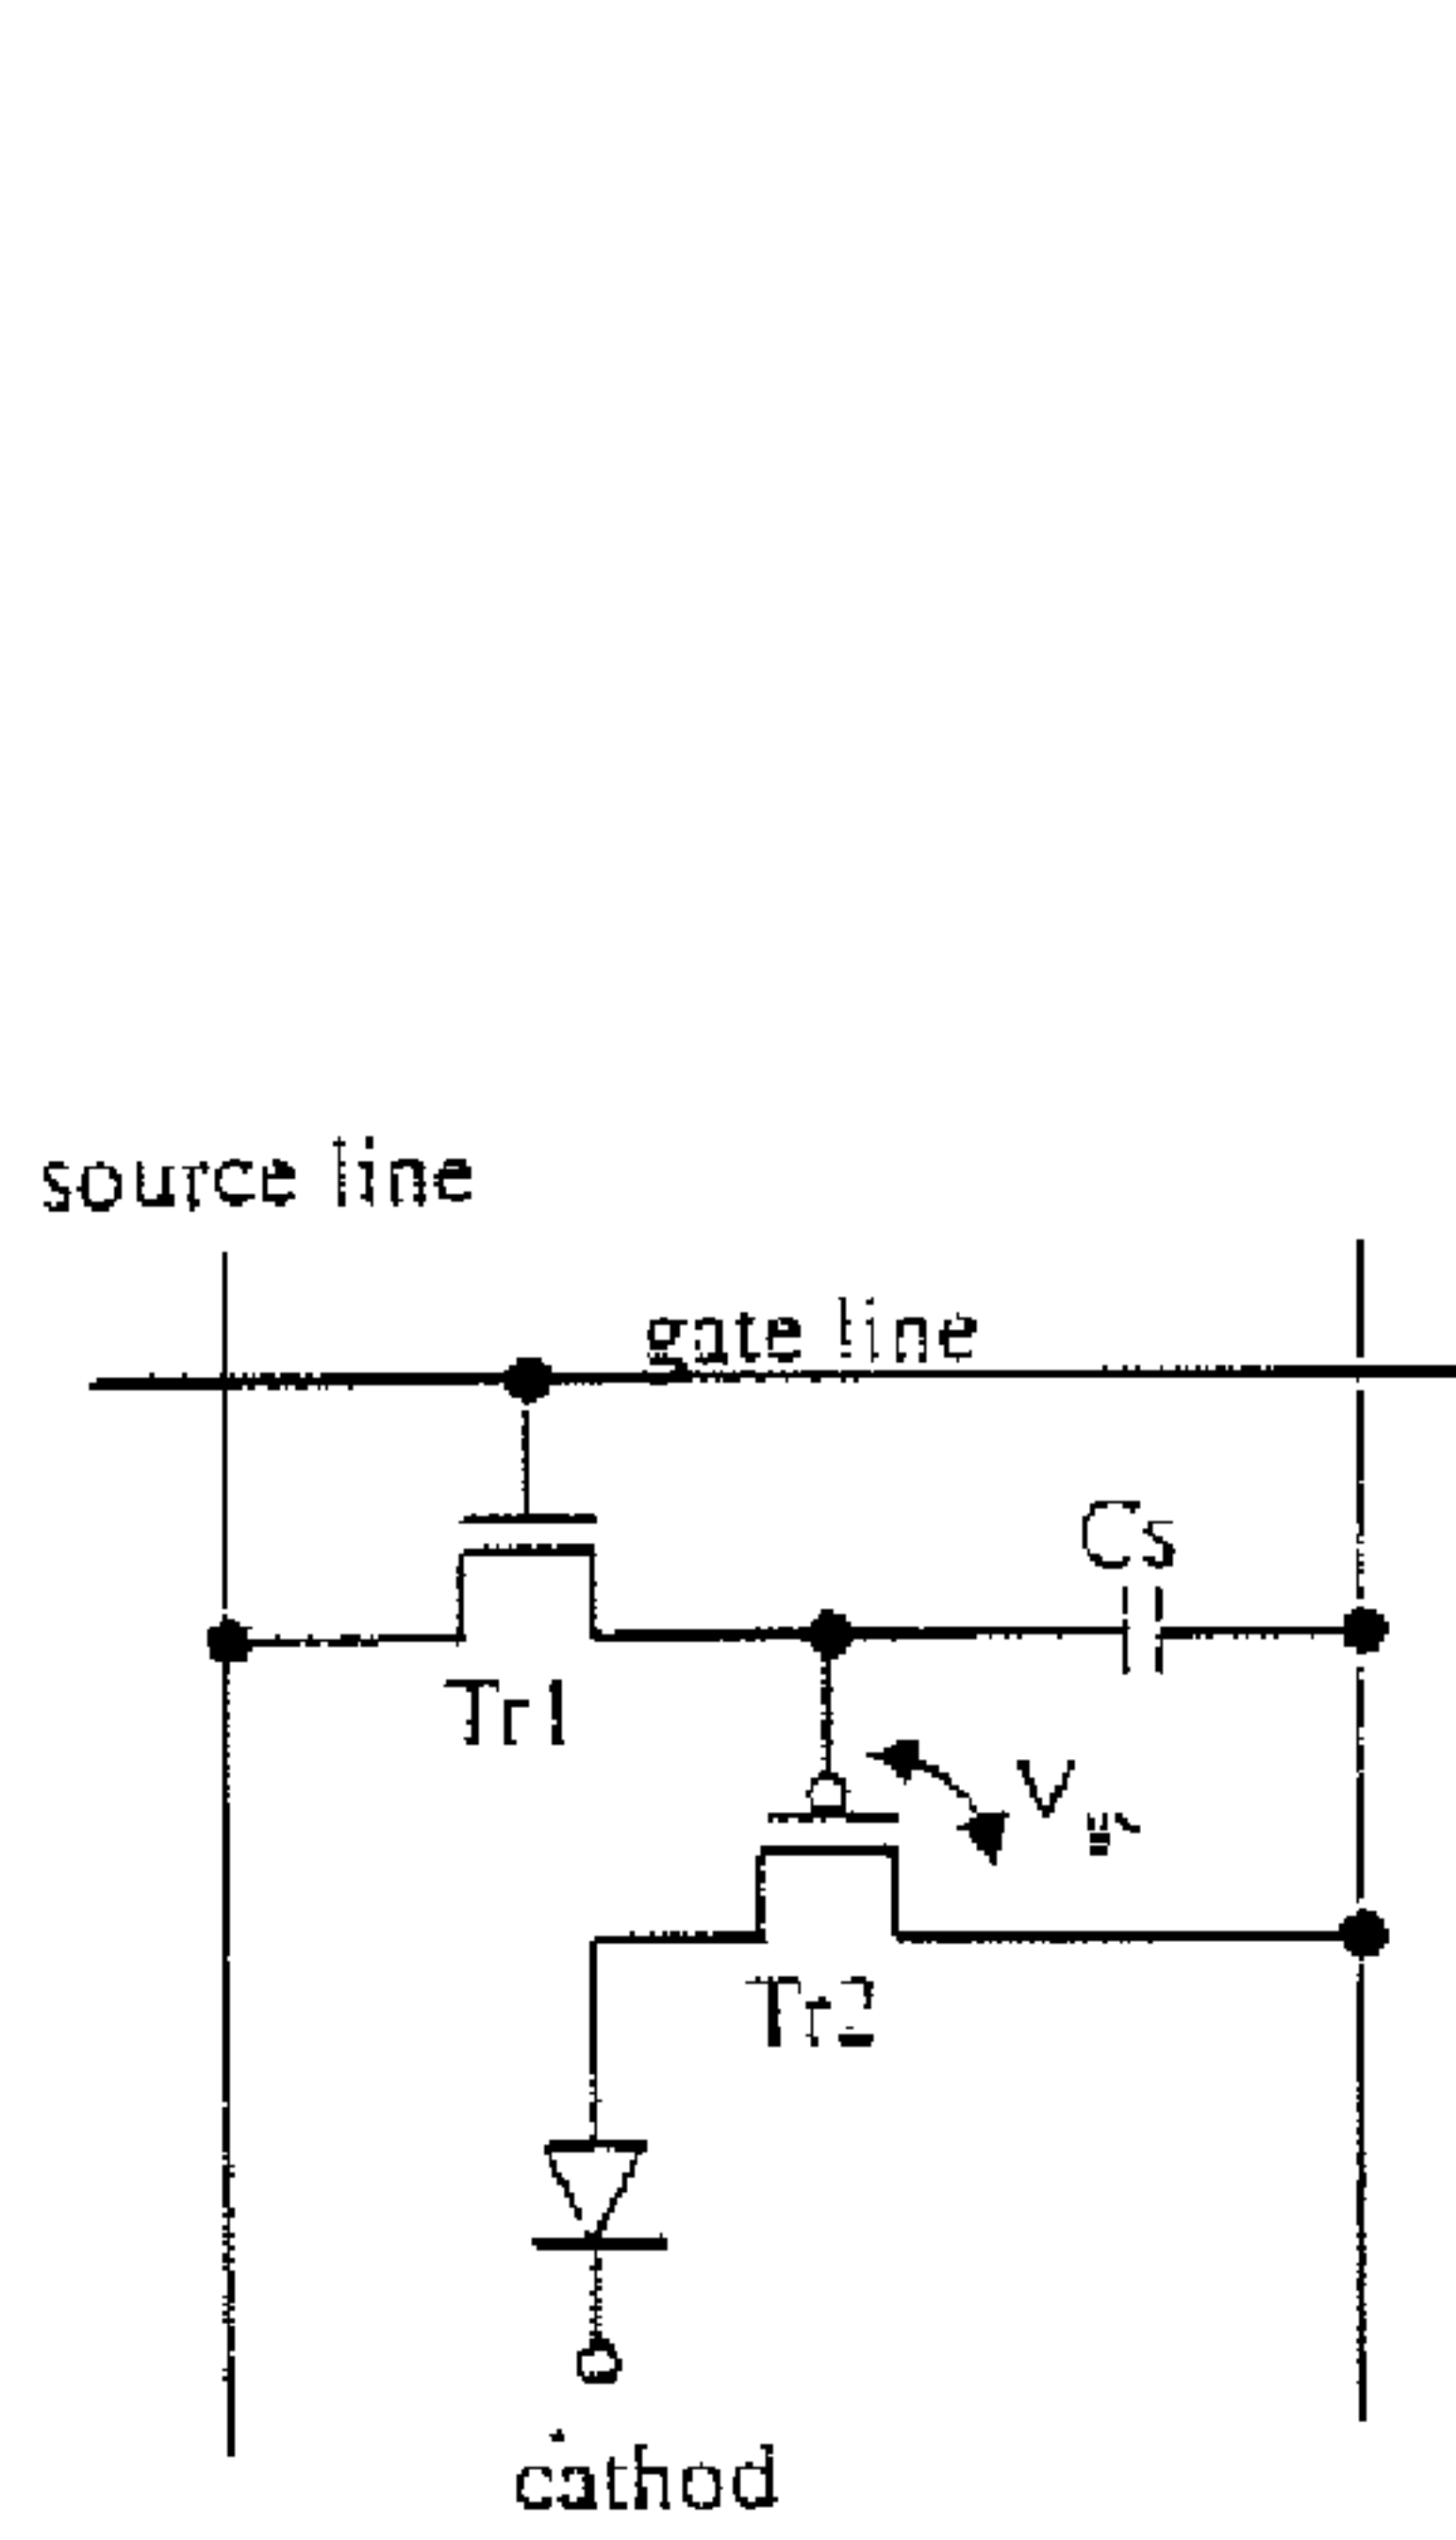 source line
gate line
Cs
Tr1
Tr2
cathod